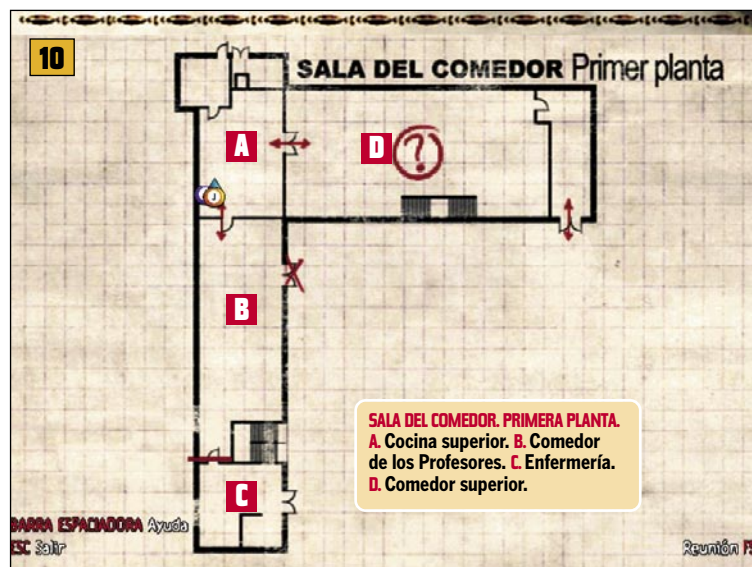 10
SALA DEL COMEDOR Primer planta
A
D
?
J
B
SALA DEL COMEDOR. PRIMERA PLANTA.
A. Cocina superior. B. Comedor
de los Profesores. C. Enfermería.
D. Comedor superior.
C
BARRA ESPACIADORA Ayuda
ESC Salir
Reunión